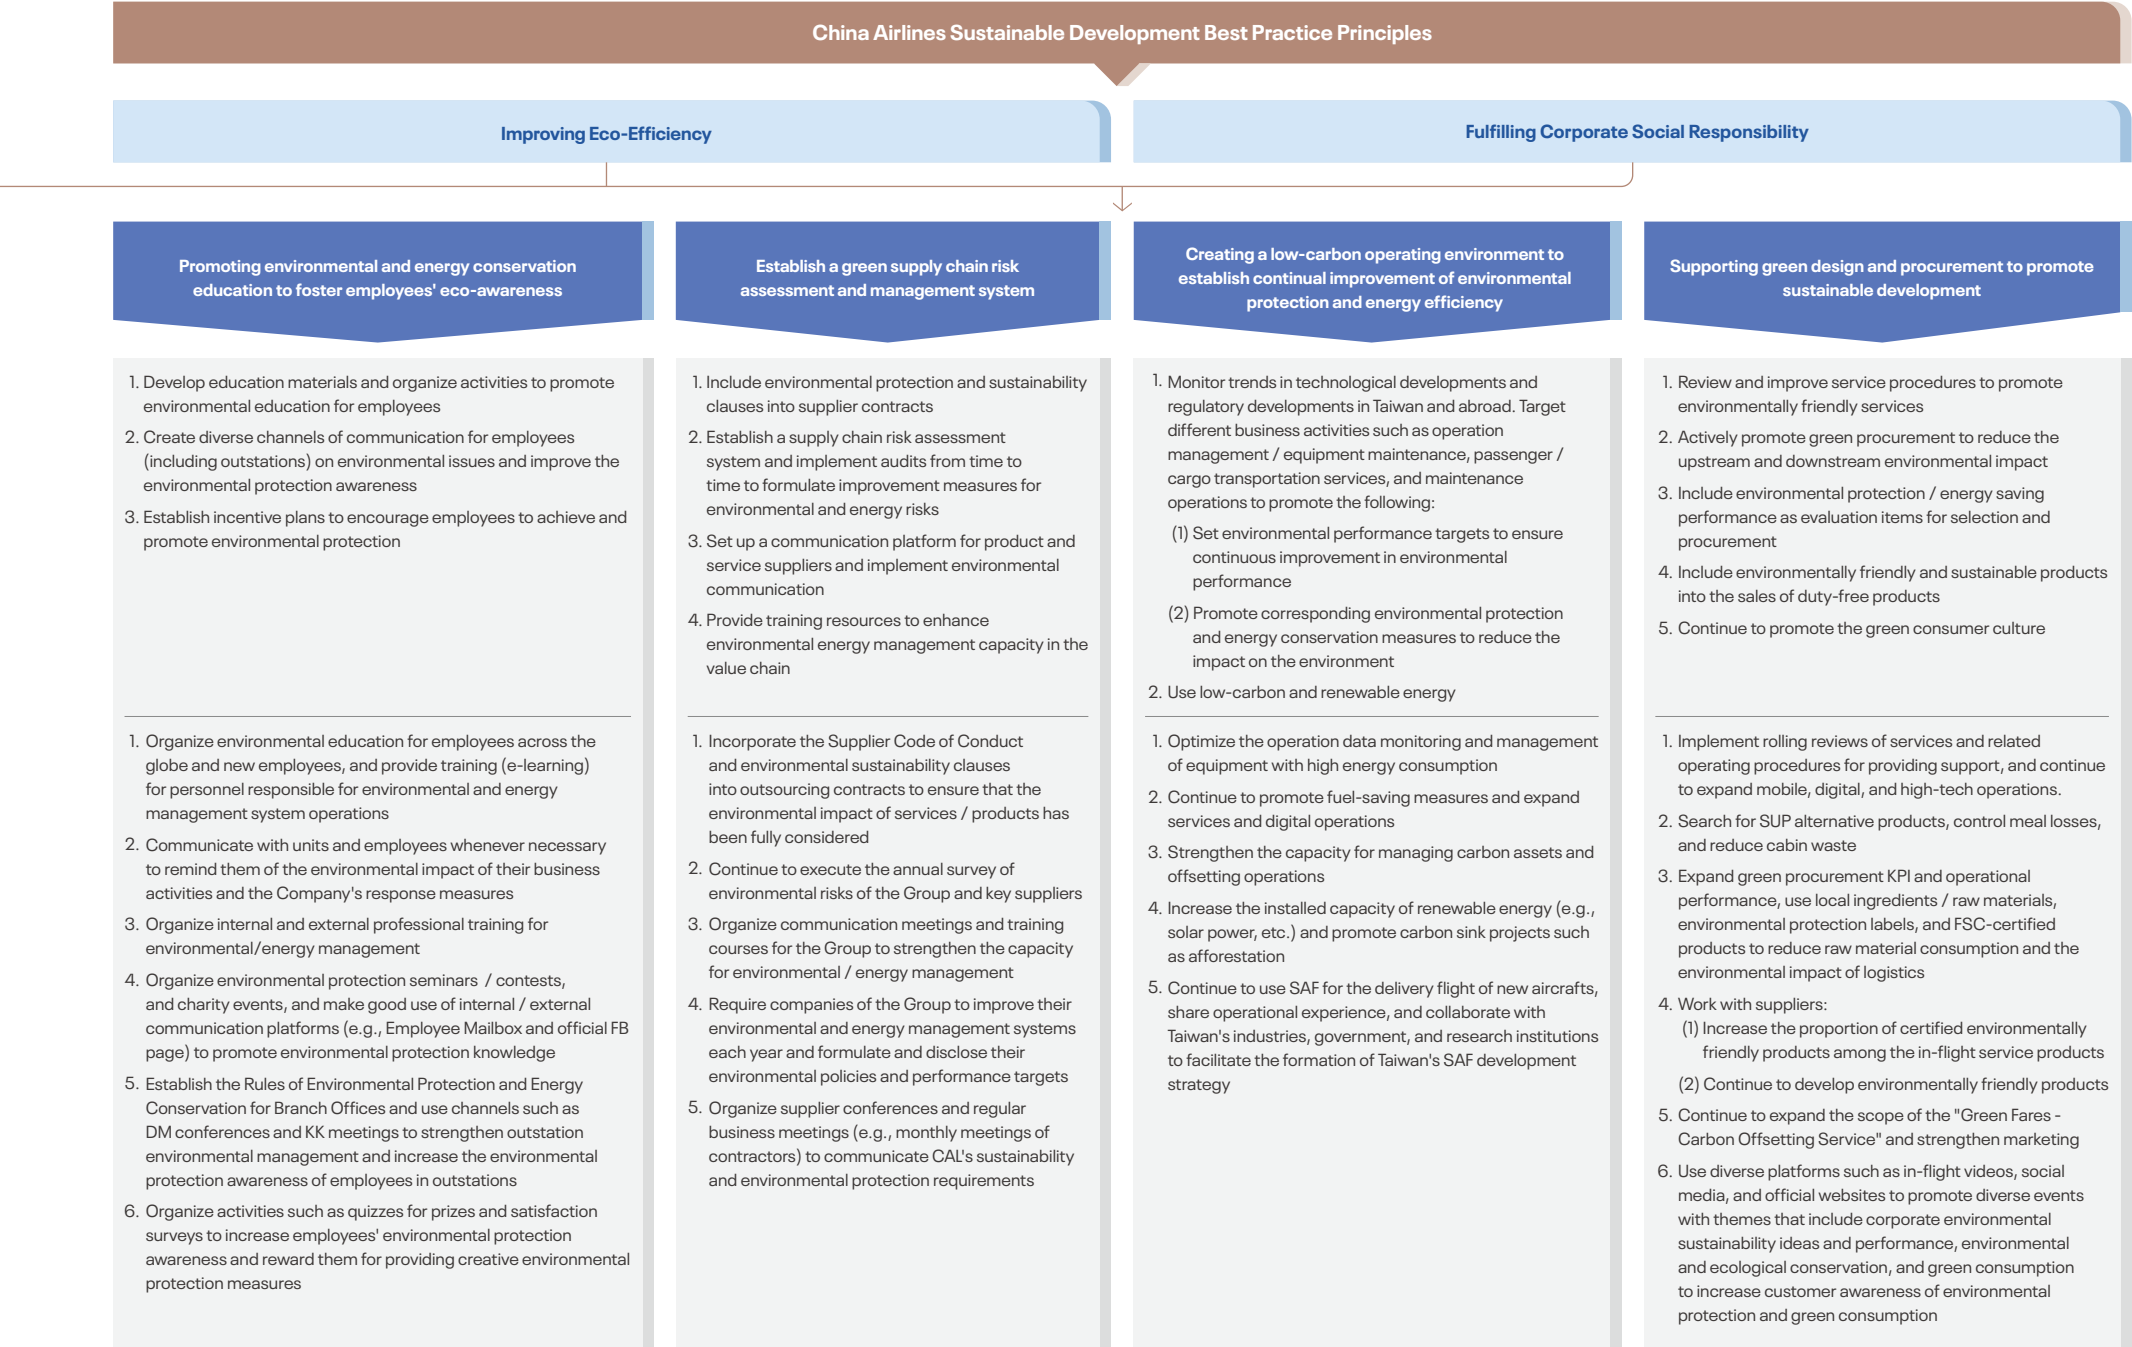 China Airlines Sustainable Development Best Practice Principles
Improving Eco-Efficiency
Fulfilling Corporate Social Responsibility
Promoting environmental and energy conservation
education to foster employees' eco-awareness
1. Develop education materials and organize activities to promote
environmental education for employees
2. Create diverse channels of communication for employees
(including outstations) on environmental issues and improve the
environmental protection awareness
3. Establish incentive plans to encourage employees to achieve and
promote environmental protection
1. Organize environmental education for employees across the
globe and new employees, and provide training (e-learning)
for personnel responsible for environmental and energy
management system operations
2. Communicate with units and employees whenever necessary
to remind them of the environmental impact of their business
activities and the Company's response measures
3. Organize internal and external professional training for
environmental/energy management
4. Organize environmental protection seminars / contests,
and charity events, and make good use of internal / external
communication platforms (e.g., Employee Mailbox and official FB
page) to promote environmental protection knowledge
5. Establish the Rules of Environmental Protection and Energy
Conservation for Branch Offices and use channels such as
DM conferences and KK meetings to strengthen outstation
environmental management and increase the environmental
protection awareness of employees in outstations
6. Organize activities such as quizzes for prizes and satisfaction
surveys to increase employees' environmental protection
awareness and reward them for providing creative environmental
protection measures
Establish a green supply chain risk
assessment and management system
1. Include environmental protection and sustainability
clauses into supplier contracts
2. Establish a supply chain risk assessment
system and implement audits from time to
time to formulate improvement measures for
environmental and energy risks
3. Set up a communication platform for product and
service suppliers and implement environmental
communication
4. Provide training resources to enhance
environmental energy management capacity in the
value chain
1. Incorporate the Supplier Code of Conduct
and environmental sustainability clauses
into outsourcing contracts to ensure that the
environmental impact of services / products has
been fully considered
2. Continue to execute the annual survey of
environmental risks of the Group and key suppliers
3. Organize communication meetings and training
courses for the Group to strengthen the capacity
for environmental / energy management
4. Require companies of the Group to improve their
environmental and energy management systems
each year and formulate and disclose their
environmental policies and performance targets
5. Organize supplier conferences and regular
business meetings (e.g., monthly meetings of
contractors) to communicate CAL's sustainability
and environmental protection requirements
Creating a low-carbon operating environment to
establish continual improvement of environmental
protection and energy efficiency
1. Monitor trends in technological developments and
regulatory developments in Taiwan and abroad. Target
different business activities such as operation
management / equipment maintenance, passenger /
cargo transportation services, and maintenance
operations to promote the following:
(1) Set environmental performance targets to ensure
continuous improvement in environmental
performance
(2) Promote corresponding environmental protection
and energy conservation measures to reduce the
impact on the environment
2. Use low-carbon and renewable energy
1. Optimize the operation data monitoring and management
of equipment with high energy consumption
2. Continue to promote fuel-saving measures and expand
services and digital operations
3. Strengthen the capacity for managing carbon assets and
offsetting operations
4. Increase the installed capacity of renewable energy (e.g.,
solar power, etc.) and promote carbon sink projects such
as afforestation
5. Continue to use SAF for the delivery flight of new aircrafts,
share operational experience, and collaborate with
Taiwan's industries, government, and research institutions
to facilitate the formation of Taiwan's SAF development
strategy
Supporting green design and procurement to promote
sustainable development
1. Review and improve service procedures to promote
environmentally friendly services
2. Actively promote green procurement to reduce the
upstream and downstream environmental impact
3. Include environmental protection / energy saving
performance as evaluation items for selection and
procurement
4. Include environmentally friendly and sustainable products
into the sales of duty-free products
5. Continue to promote the green consumer culture
1. Implement rolling reviews of services and related
operating procedures for providing support, and continue
to expand mobile, digital, and high-tech operations.
2. Search for SUP alternative products, control meal losses,
and reduce cabin waste
3. Expand green procurement KPI and operational
performance, use local ingredients / raw materials,
environmental protection labels, and FSC-certified
products to reduce raw material consumption and the
environmental impact of logistics
4. Work with suppliers:
(1) Increase the proportion of certified environmentally
friendly products among the in-flight service products
(2) Continue to develop environmentally friendly products
5. Continue to expand the scope of the "Green Fares -
Carbon Offsetting Service" and strengthen marketing
6. Use diverse platforms such as in-flight videos, social
media, and official websites to promote diverse events
with themes that include corporate environmental
sustainability ideas and performance, environmental
and ecological conservation, and green consumption
to increase customer awareness of environmental
protection and green consumption